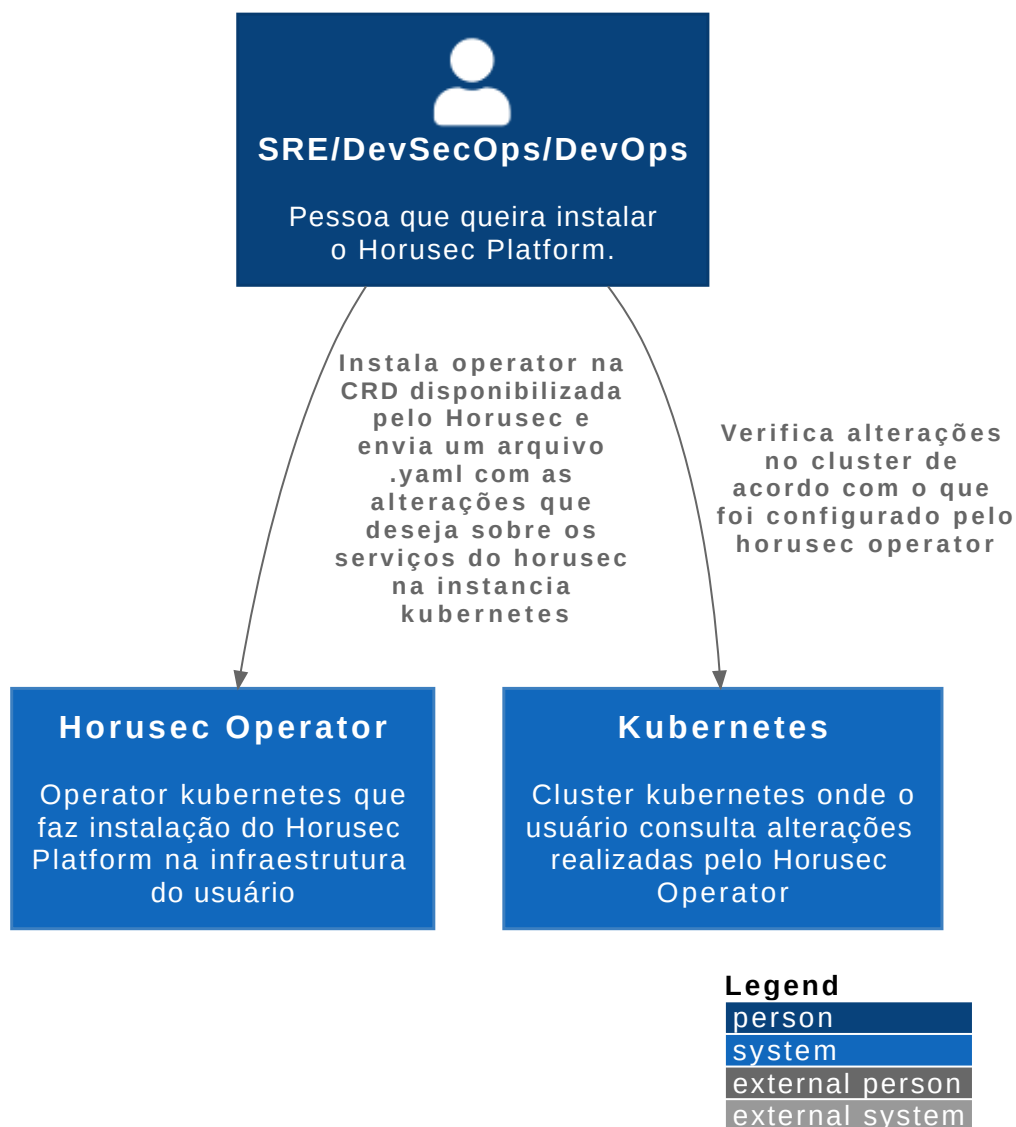 SRE/DevSecOps/DevOps
Pessoa que queira instalar
o Horusec Platform.
Instala operator na
CRD disponibilizada
pelo Horusec e
envia um arquivo
.yaml com as
alterações que
deseja sobre os
serviços do horusec
na instancia
kubernetes
Verifica alterações
no cluster de
acordo com o que
foi configurado pelo
horusec operator
Horusec Operator
Operator kubernetes que
faz instalação do Horusec
Platform na infraestrutura
do usuário
Kubernetes
Cluster kubernetes onde o
usuário consulta alterações
realizadas pelo Horusec
Operator
Legend
person
system
external person
external system